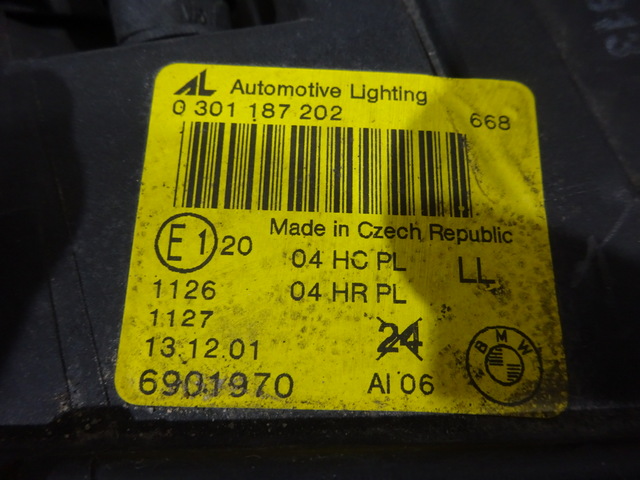 AL Automotive Lighting
0 301 187 202 668
Made in Czech Republic
E1 20 04 HC PL LL
1126 04 HR PL
1127 24
13.12.01
6901970 AI 06
BMW